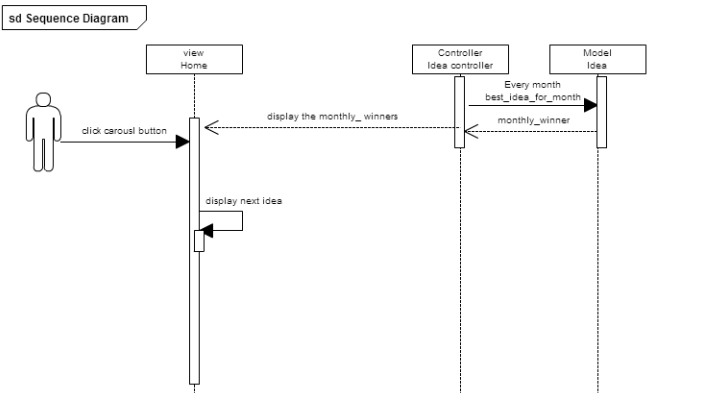 sd Sequence Diagram
view
Home
Controller
Idea controller
Model
Idea
Every month
best_idea_for_month
display the monthly_ winners
monthly_winner
click carousl button
display next idea